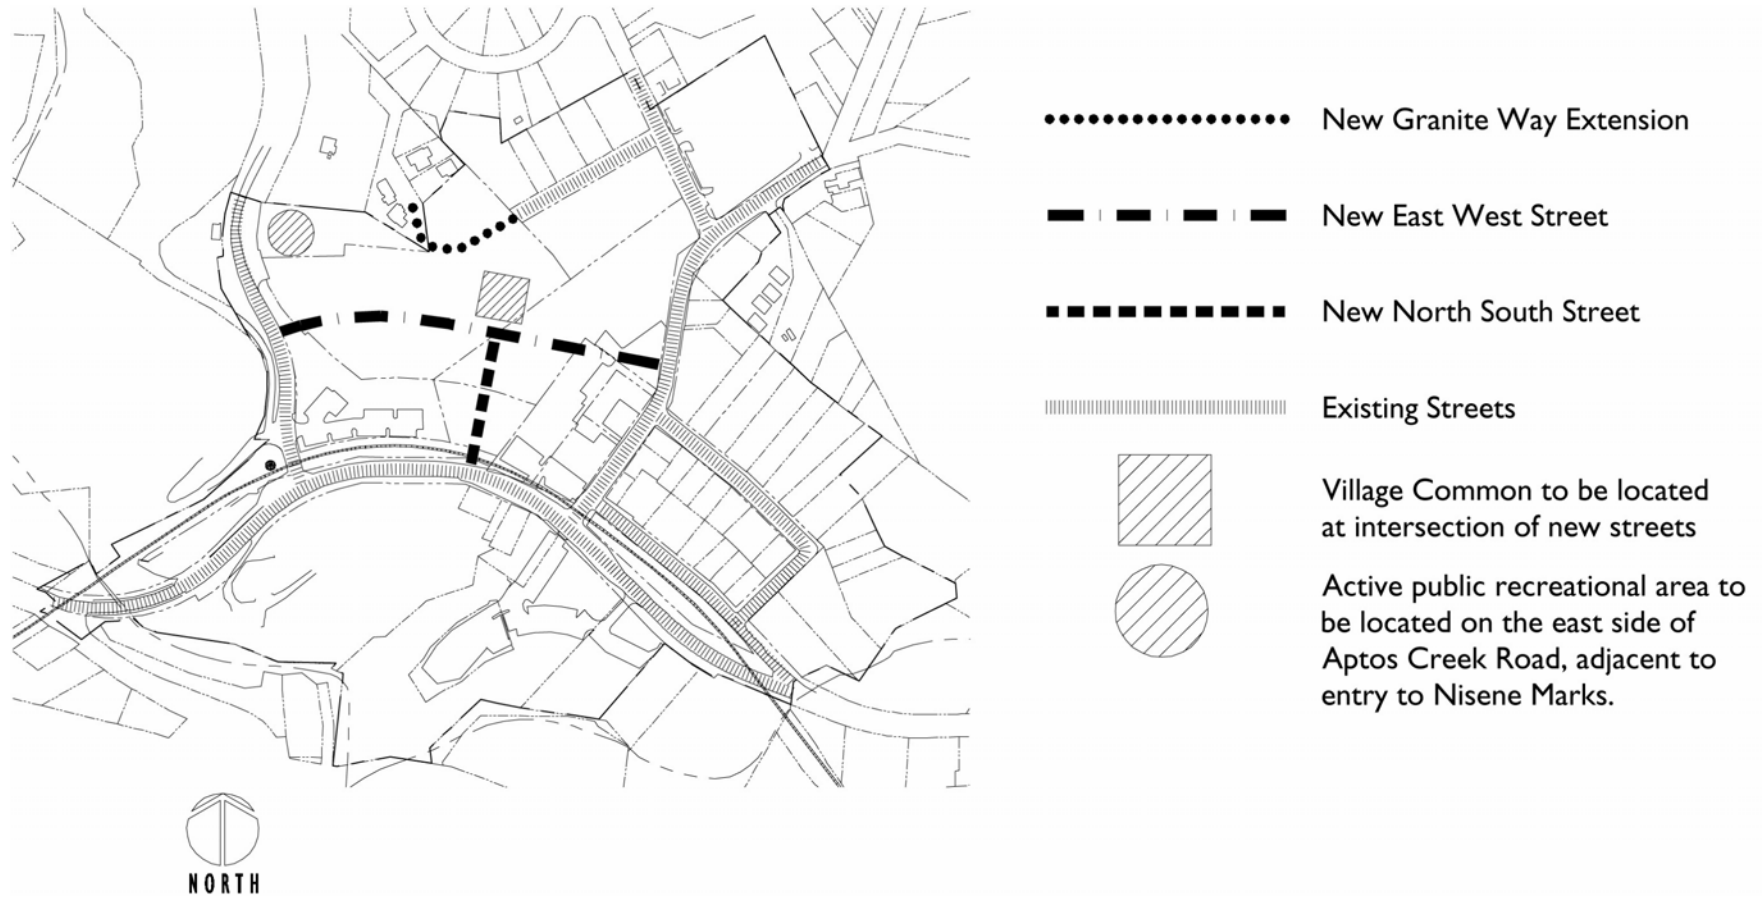 New Granite Way Extension
New East West Street
New North South Street
Existing Streets
Village Common to be located
at intersection of new streets
Active public recreational area to
be located on the east side of
Aptos Creek Road, adjacent to
entry to Nisene Marks.
NORTH